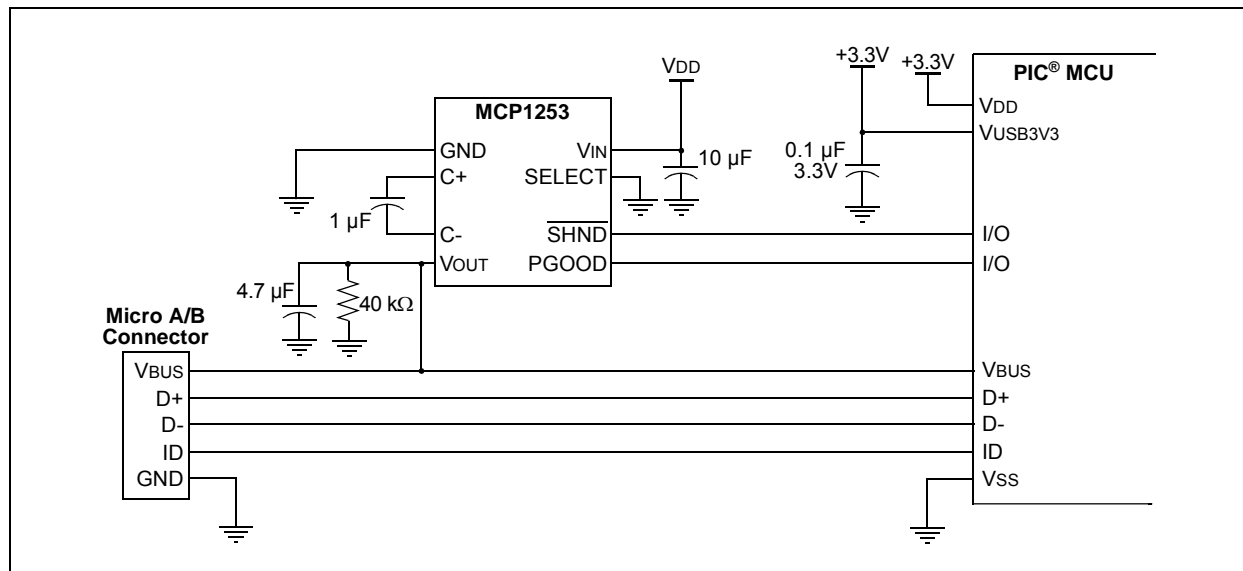 +3.3V
+3.3V
PIC® MCU
VDD
VDD
MCP1253
VUSB3V3
GND
VIN
10 µF
0.1 µF
3.3V
C+
SELECT
1 µF
C-
SHND
I/O
VOUT
PGOOD
I/O
4.7 µF
40 kΩ
Micro A/B
Connector
VBUS
VBUS
D+
D+
D-
D-
ID
ID
GND
VSS